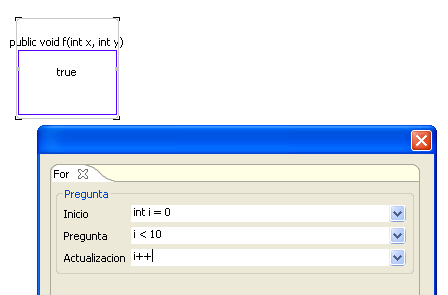 public void f(int x, int y)
true
For
Pregunta
Inicio int i = 0
Pregunta i < 10
Actualizacion i++